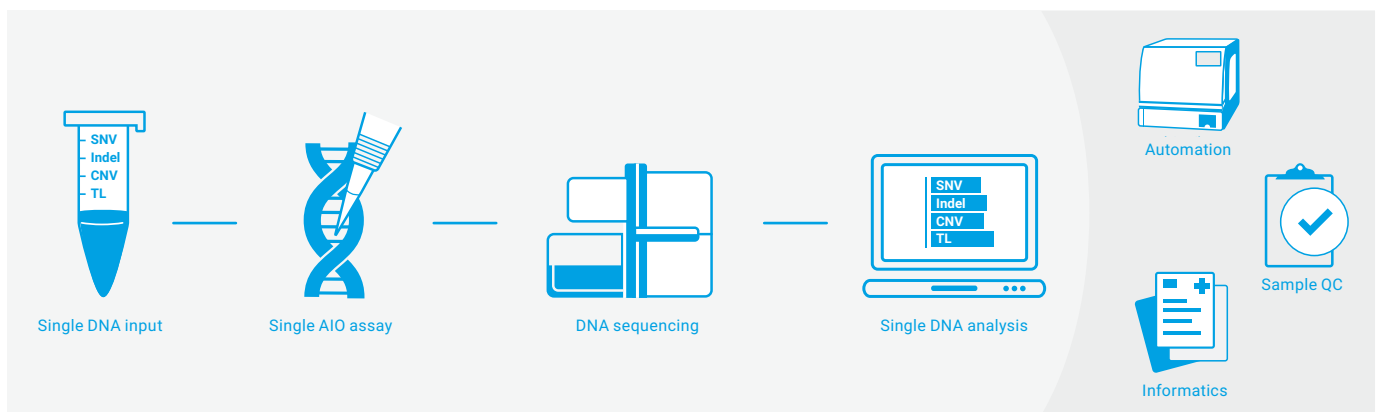 SNV
Indel
CNV
TL
Single DNA input
Single AIO assay
DNA sequencing
SNV
Indel
CNV
TL
Single DNA analysis
Automation
Sample QC
Informatics